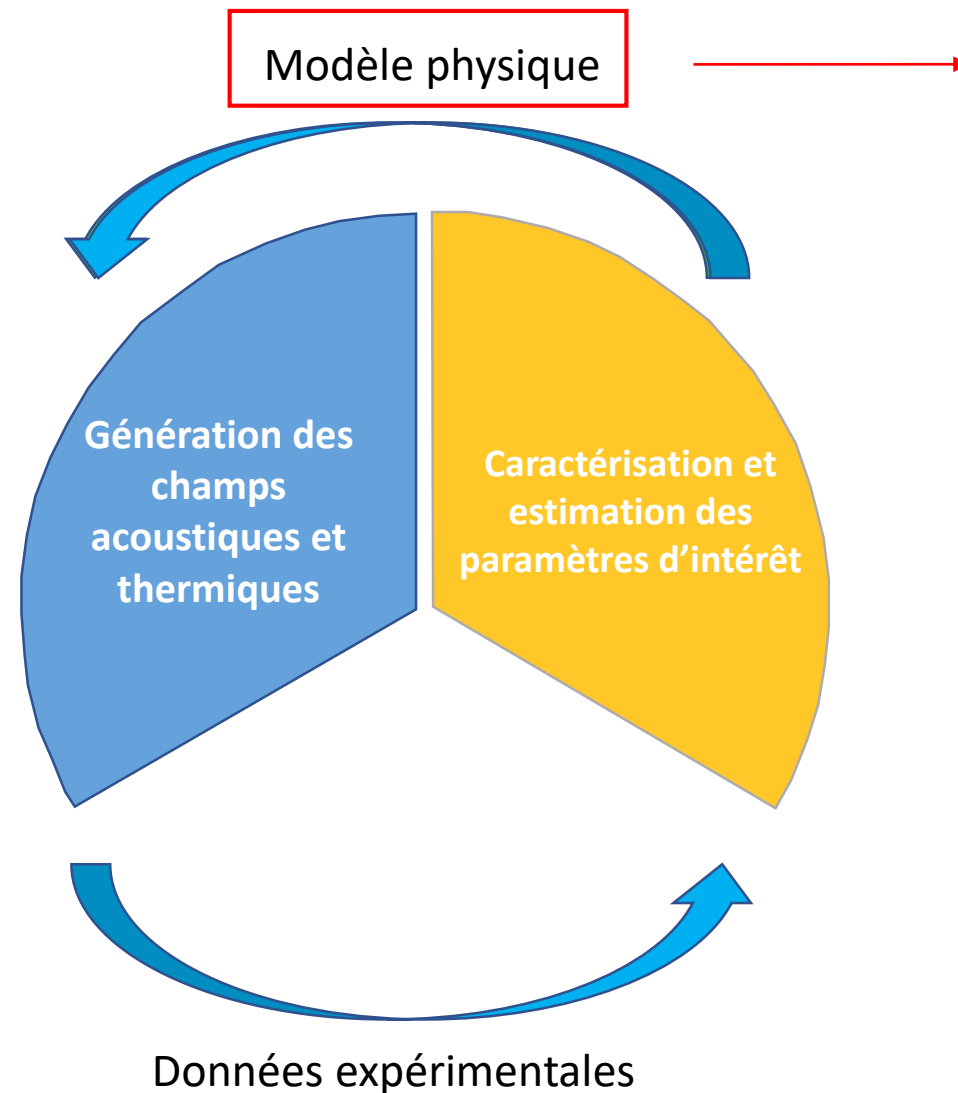 Modèle physique
Génération des
champs
acoustiques et
thermiques
Caractérisation et
estimation des
paramètres d'intérêt
Données expérimentales